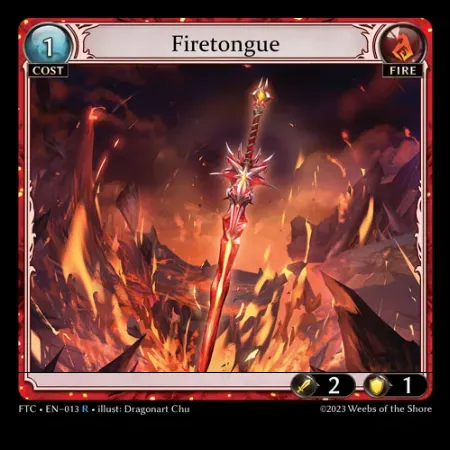 1
Firetongue
COST
FIRE
2
1
FTC • EN-013 R • illust: Dragonart Chu
©2023 Weebs of the Shore